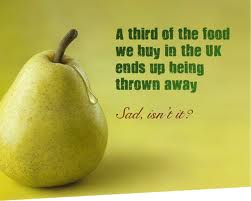 A third of the food
we buy in the UK
ends up being
thrown away
Sad, isn't it?